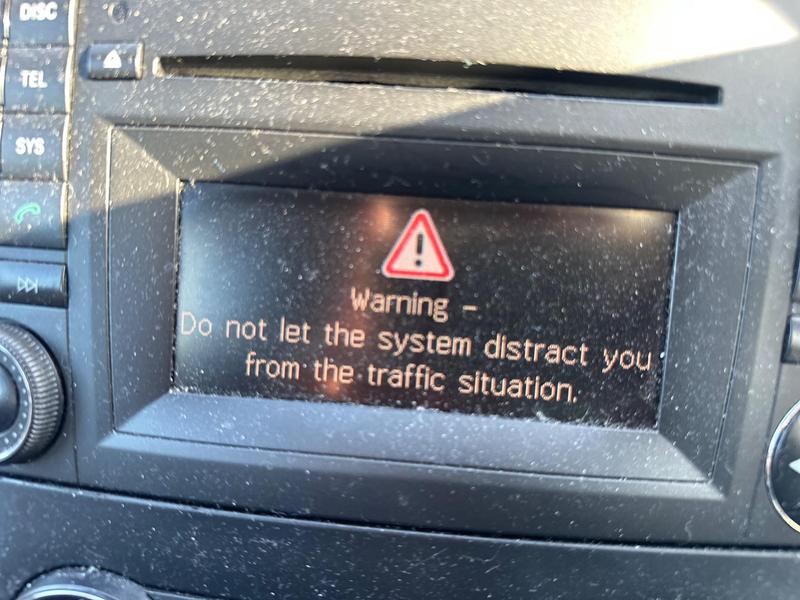 DISC
TEL
SYS
Warning –
Do not let the system distract you
from the traffic situation.